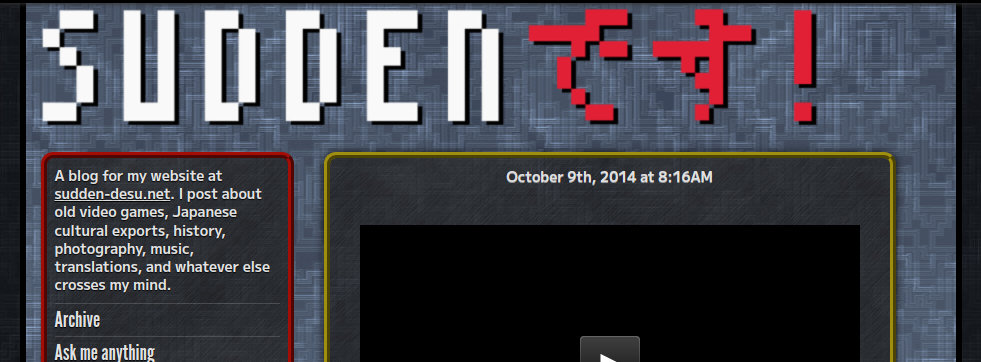 SUDDENです!
A blog for my website at
sudden-desu.net. I post about
old video games, Japanese
cultural exports, history,
photography, music,
translations, and whatever else
crosses my mind.
Archive
Ask me anything
October 9th, 2014 at 8:16AM